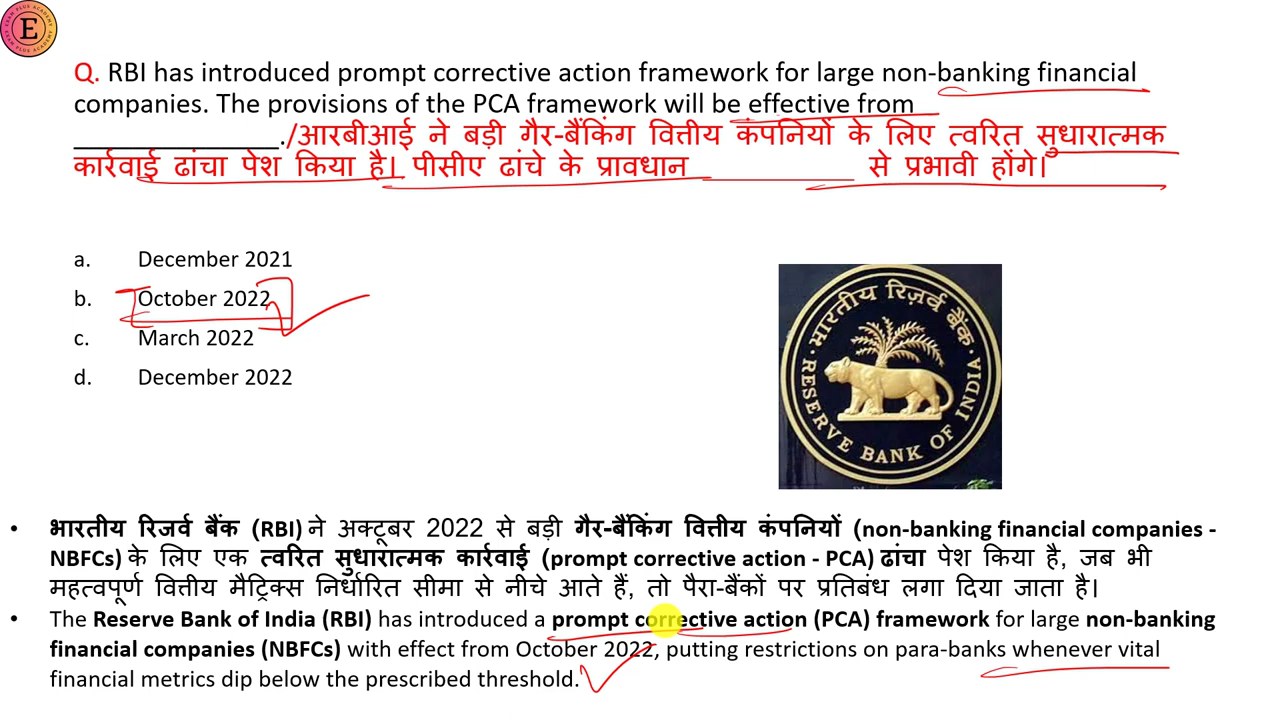 E
Q. RBI has introduced prompt corrective action framework for large non-banking financial
companies. The provisions of the PCA framework will be effective from
_______________./आरबीआई ने बड़ी गैर-बैंकिंग वित्तीय कंपनियों के लिए त्वरित सुधारात्मक
कार्रवाई ढांचा पेश किया है। पीसीए ढांचे के प्रावधान ____________ से प्रभावी होंगे।
a. December 2021
b. October 2022
c. March 2022
d. December 2022
भारतीय रिज़र्व बैंक
RESERVE BANK OF INDIA
• भारतीय रिजर्व बैंक (RBI) ने अक्टूबर 2022 से बड़ी गैर-बैंकिंग वित्तीय कंपनियों (non-banking financial companies -
NBFCs) के लिए एक त्वरित सुधारात्मक कार्रवाई (prompt corrective action - PCA) ढांचा पेश किया है, जब भी
महत्वपूर्ण वित्तीय मैट्रिक्स निर्धारित सीमा से नीचे आते हैं, तो पैरा-बैंकों पर प्रतिबंध लगा दिया जाता है।
• The Reserve Bank of India (RBI) has introduced a prompt corrective action (PCA) framework for large non-banking
financial companies (NBFCs) with effect from October 2022, putting restrictions on para-banks whenever vital
financial metrics dip below the prescribed threshold.